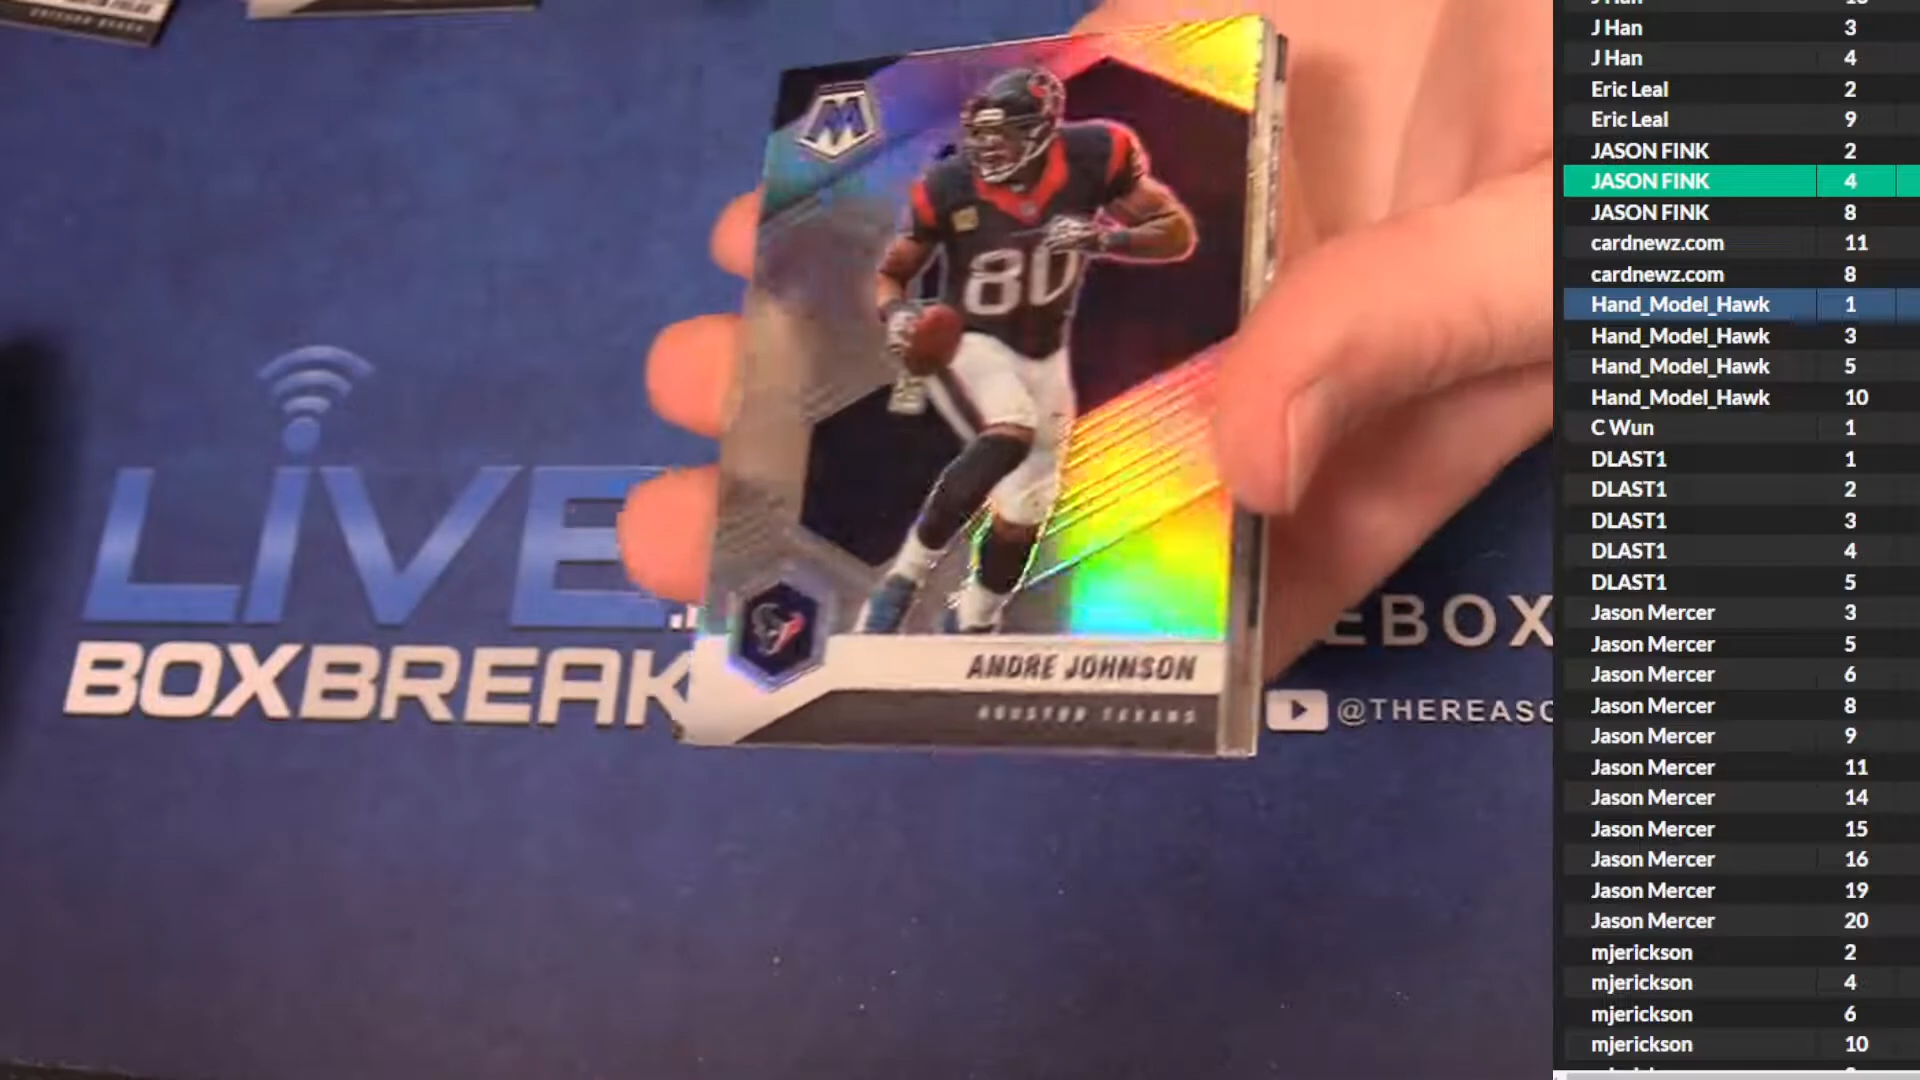 80
ANDRE JOHNSON
HOUSTON TEXANS
LIVE
BOXBREAK
EBOX
@THEREASO
J Han 3
J Han 4
Eric Leal 2
Eric Leal 9
JASON FINK 2
JASON FINK 4
JASON FINK 8
cardnewz.com 11
cardnewz.com 8
Hand_Model_Hawk 1
Hand_Model_Hawk 3
Hand_Model_Hawk 5
Hand_Model_Hawk 10
C Wun 1
DLAST1 1
DLAST1 2
DLAST1 3
DLAST1 4
DLAST1 5
Jason Mercer 3
Jason Mercer 5
Jason Mercer 6
Jason Mercer 8
Jason Mercer 9
Jason Mercer 11
Jason Mercer 14
Jason Mercer 15
Jason Mercer 16
Jason Mercer 19
Jason Mercer 20
mjerickson 2
mjerickson 4
mjerickson 6
mjerickson 10